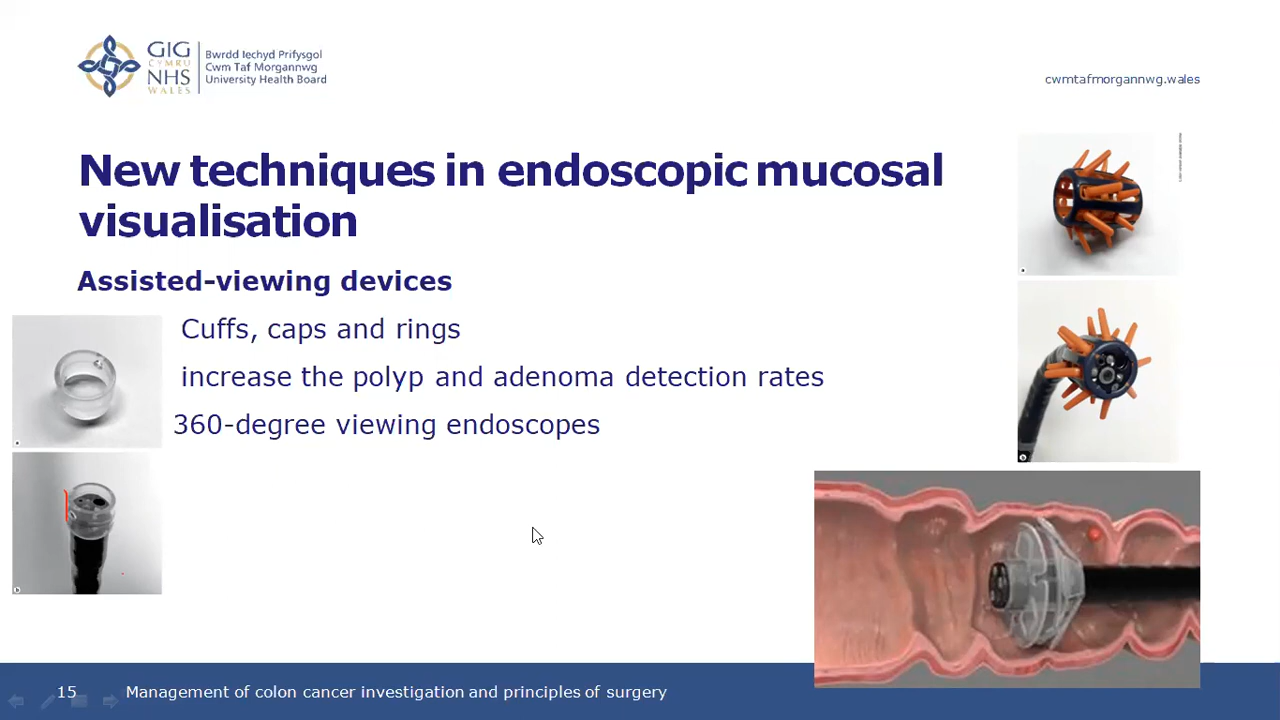 GIG
CYMRU
NHS
WALES
Bwrdd Iechyd Prifysgol
Cwm Taf Morgannwg
University Health Board
cwmtafmorgannwg.wales
New techniques in endoscopic mucosal
visualisation
Assisted-viewing devices
Cuffs, caps and rings
increase the polyp and adenoma detection rates
360-degree viewing endoscopes
15
Management of colon cancer investigation and principles of surgery